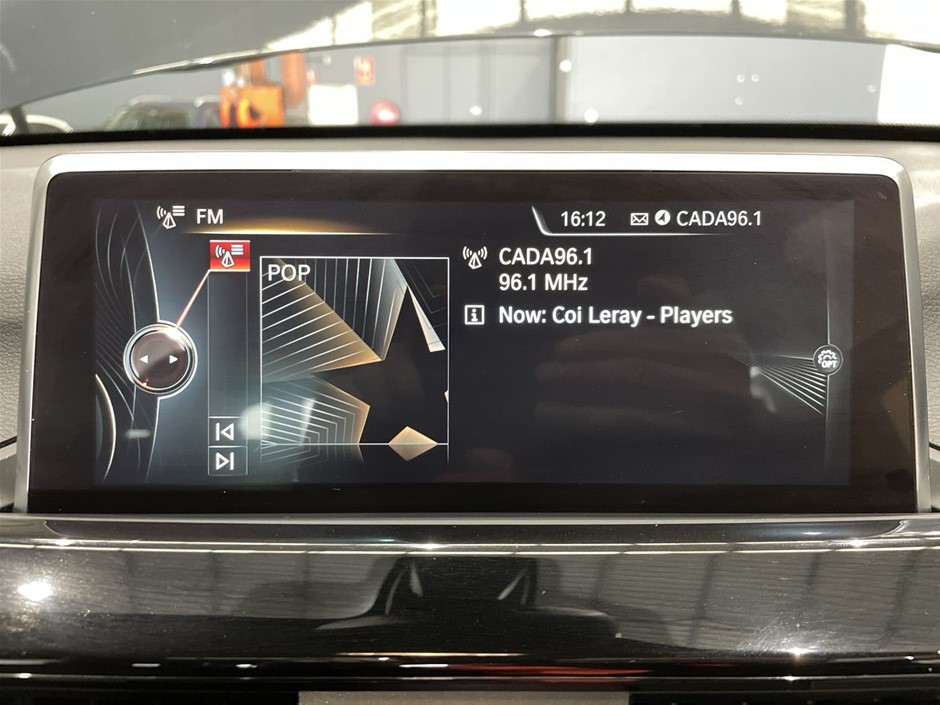 FM
16:12
CADA96.1
POP
CADA96.1
96.1 MHz
Now: Coi Leray - Players
OPT